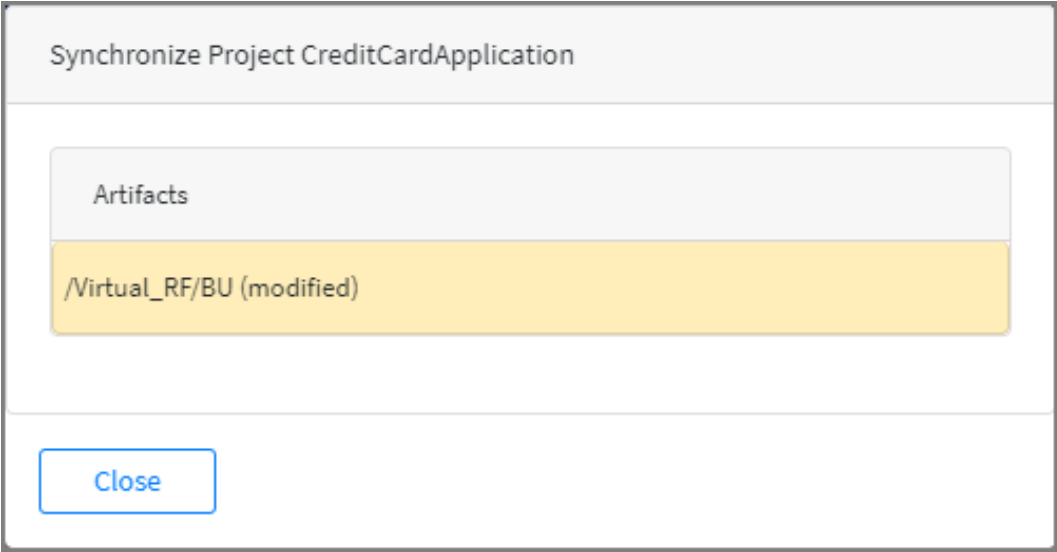 Synchronize Project CreditCardApplication
Artifacts
/Virtual_RF/BU (modified)
Close